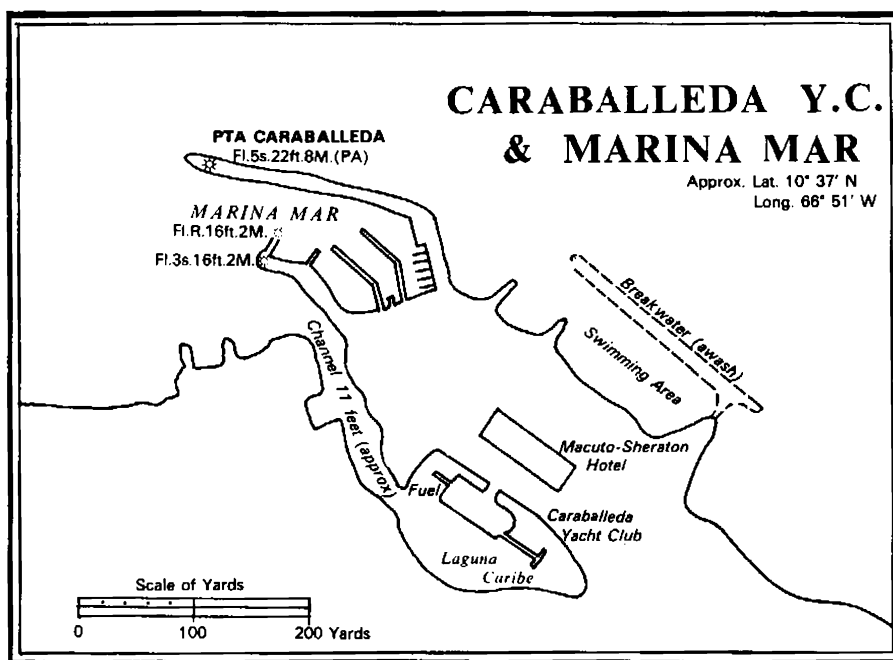 CARABALLEDA Y.C.
& MARINA MAR
Approx. Lat. 10° 37' N
Long. 66° 51' W
PTA CARABALLEDA
Fl.5s.22ft.8M.(PA)
MARINA MAR
Fl.R.16ft.2M.
Fl.3s.16ft.2M.
Breakwater (awash)
Swimming Area
Channel 11 feet (approx)
Macuto-Sheraton
Hotel
Fuel
Caraballeda
Yacht Club
Laguna
Caribe
Scale of Yards
0 100 200 Yards